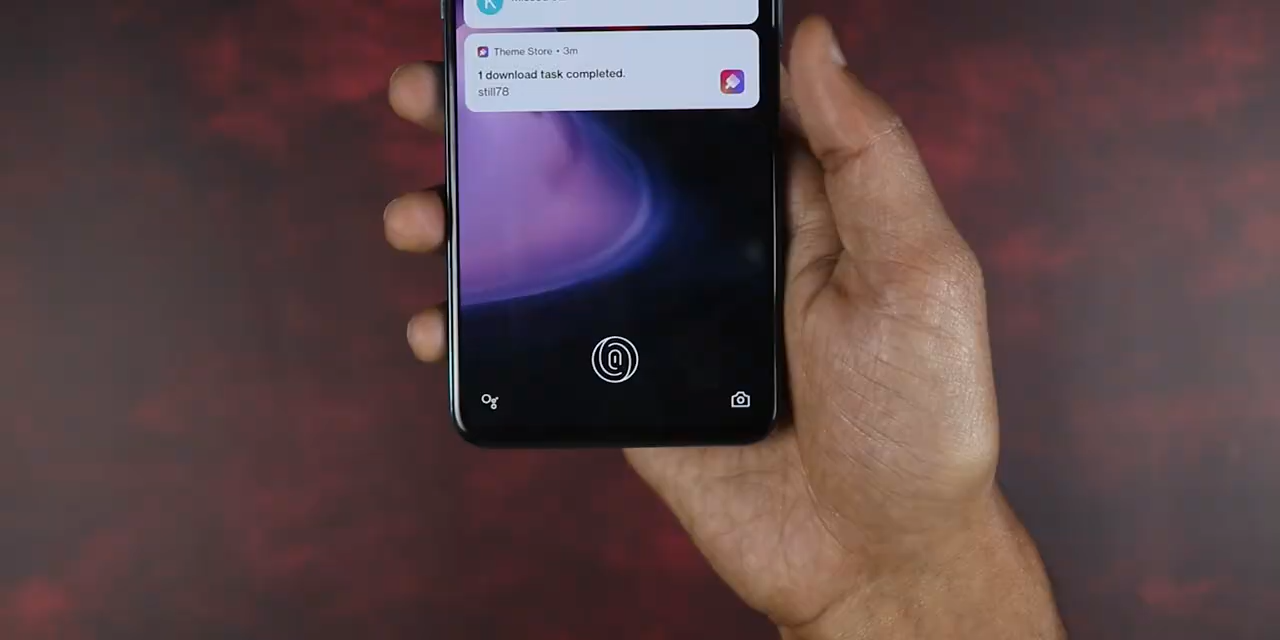 K
Theme Store • 3m
1 download task completed.
still78